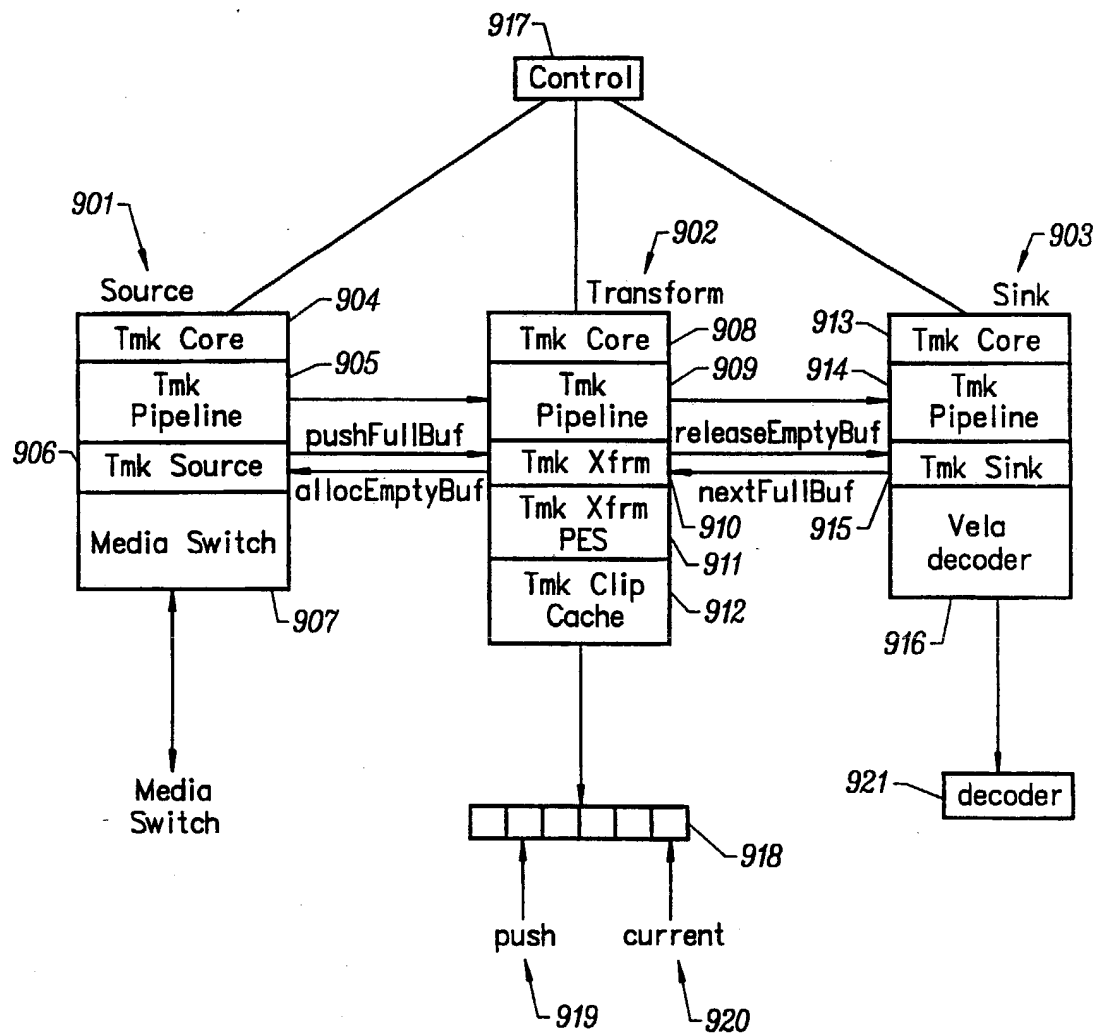 917
Control
901
902
903
Source
904
Transform
Sink
Tmk Core
Tmk Core
908
913
Tmk Core
905
909
914
Tmk
Pipeline
Tmk
Pipeline
Tmk
Pipeline
pushFullBuf
releaseEmptyBuf
906
Tmk Source
Tmk Xfrm
Tmk Sink
allocEmptyBuf
nextFullBuf
910
915
Media Switch
Tmk Xfrm
PES
911
Vela
decoder
Tmk Clip
Cache
912
907
916
Media
Switch
921
decoder
918
push
current
919
920